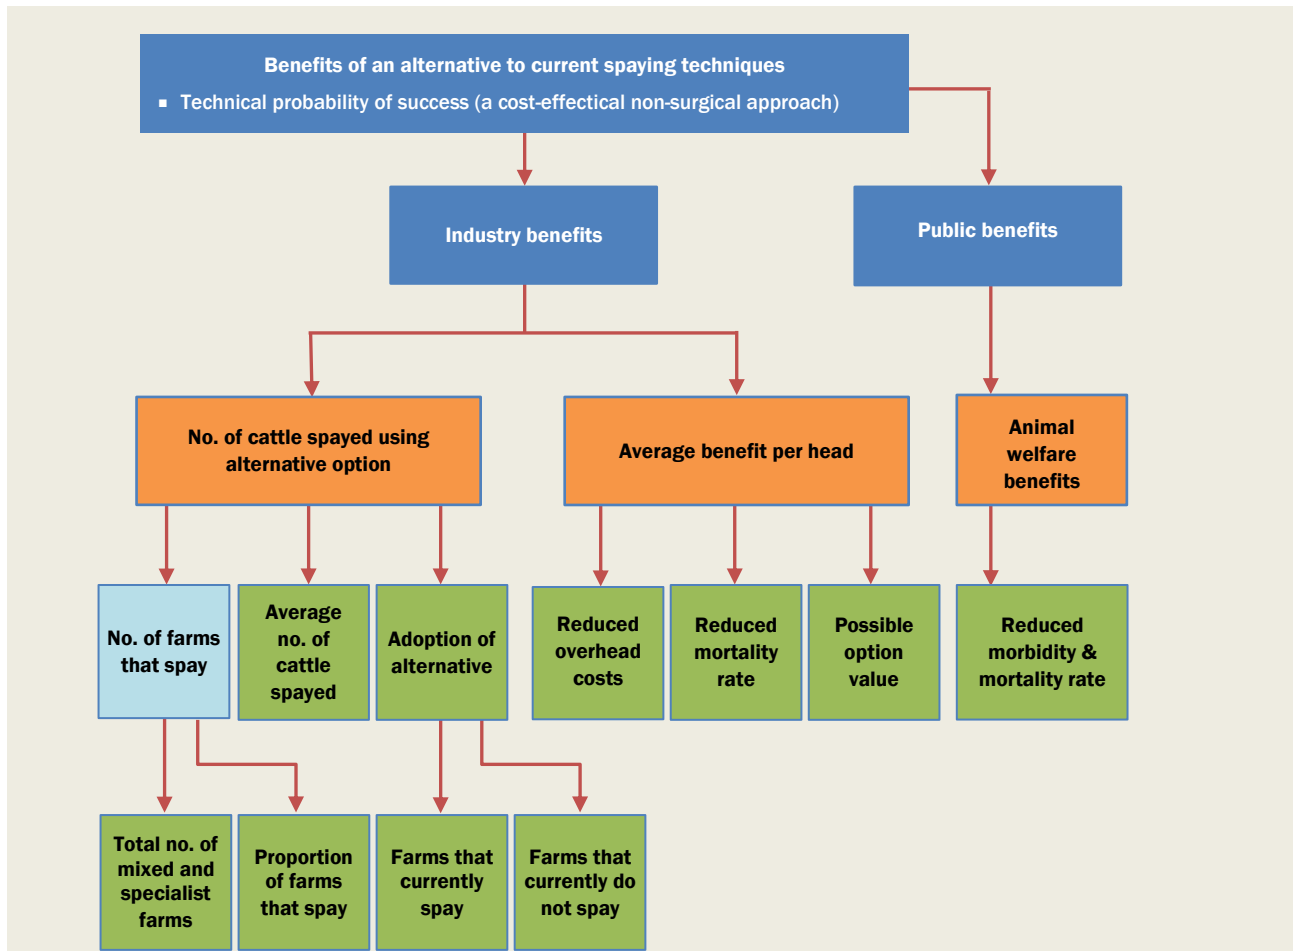 Benefits of an alternative to current spaying techniques
▪ Technical probability of success (a cost-effectical non-surgical approach)
Industry benefits
Public benefits
No. of cattle spayed using
alternative option
Average benefit per head
Animal
welfare
benefits
No. of farms
that spay
Average
no. of
cattle
spayed
Adoption of
alternative
Reduced
overhead
costs
Reduced
mortality
rate
Possible
option
value
Reduced
morbidity &
mortality rate
Total no. of
mixed and
specialist
farms
Proportion
of farms
that spay
Farms that
currently
spay
Farms that
currently do
not spay